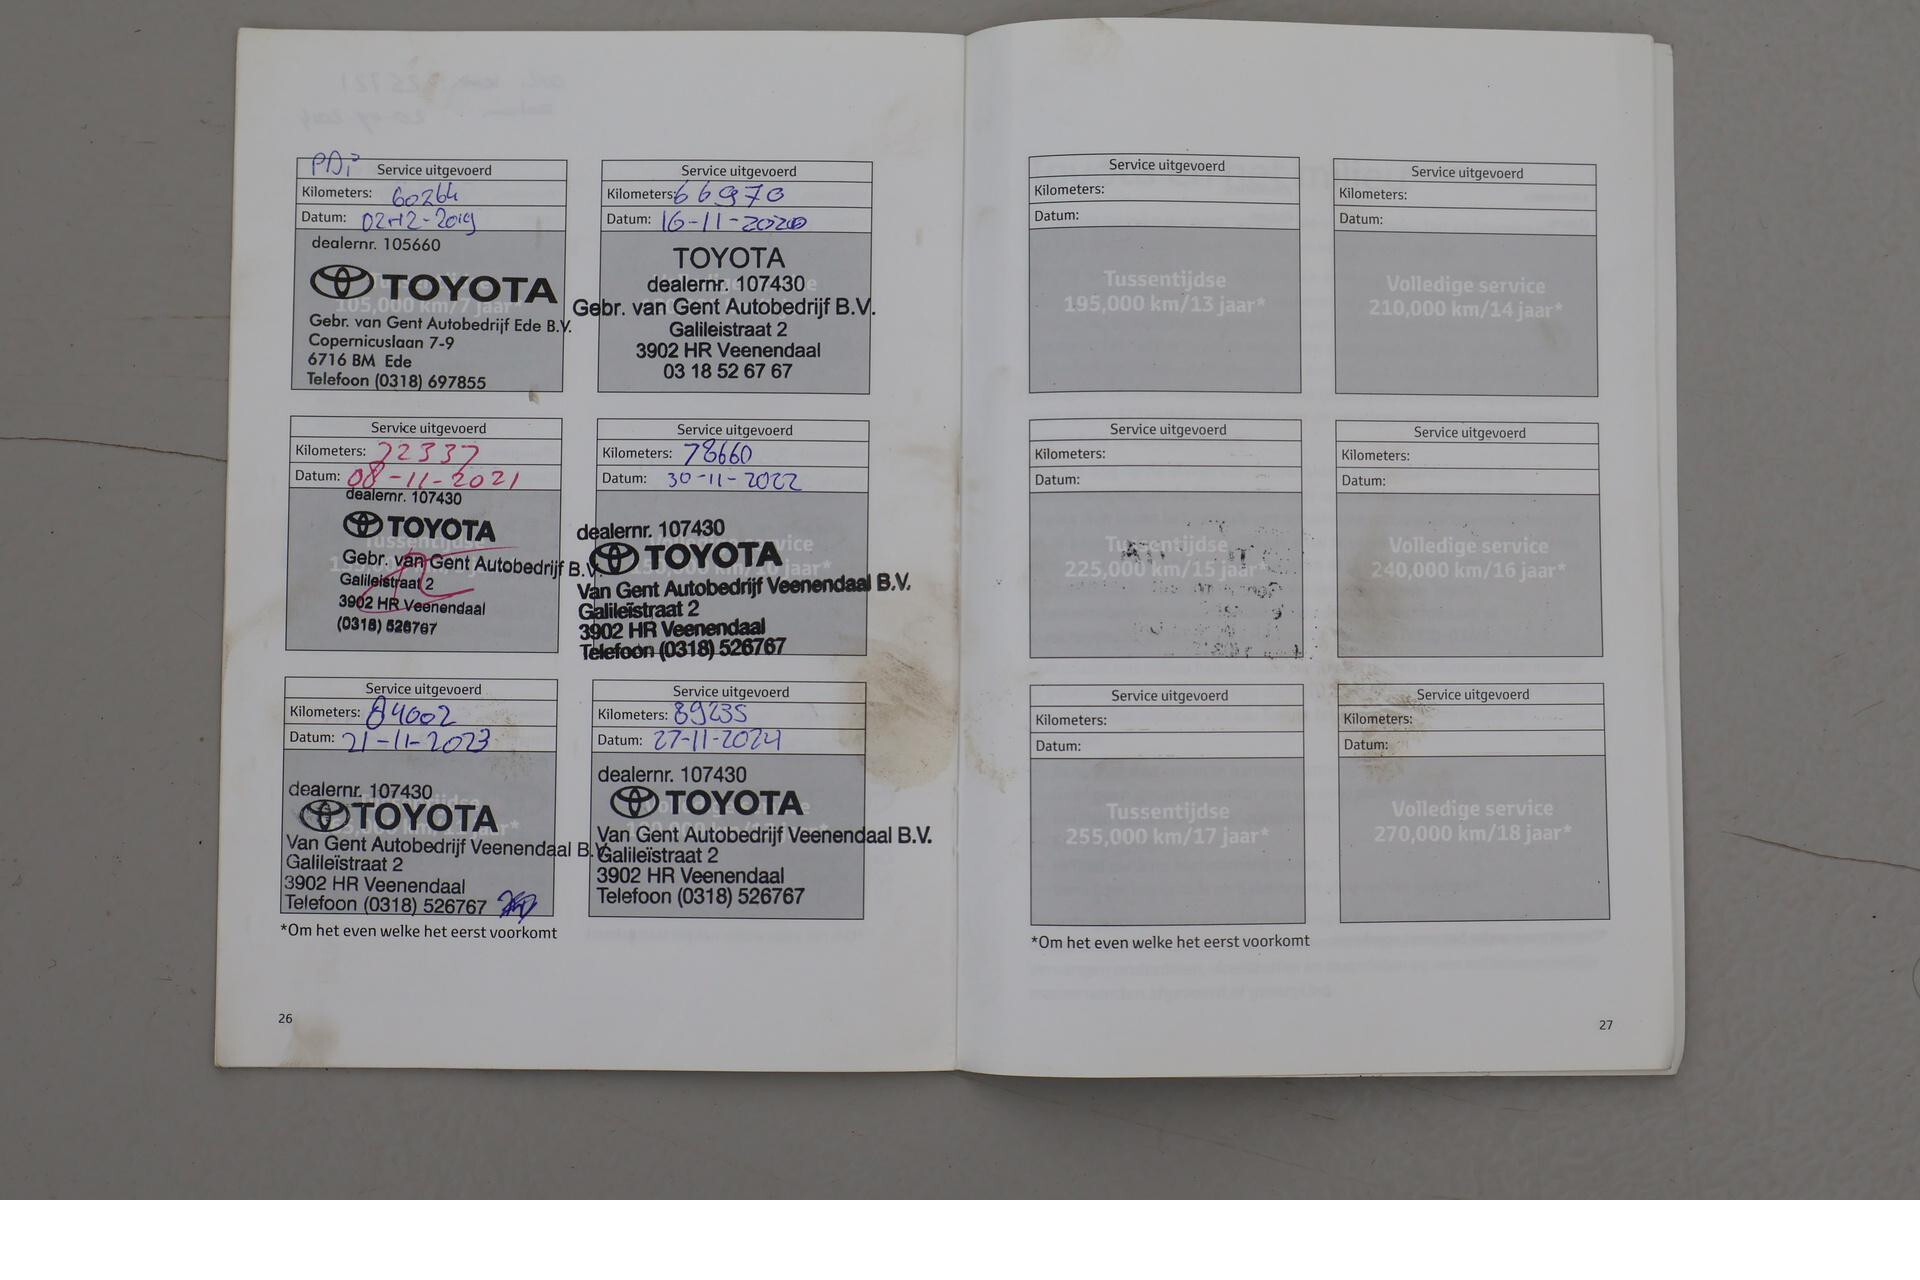 PDi Service uitgevoerd
Kilometers: 60264
Datum: 02-12-2019
dealernr. 105660
TOYOTA
105,000 km/7 jaar*
Gebr. van Gent Autobedrijf Ede B.V.
Copernicuslaan 7-9
6716 BM Ede
Telefoon (0318) 697855
Service uitgevoerd
Kilometers: 66970
Datum: 16-11-2020
TOYOTA
dealernr. 107430
Gebr. van Gent Autobedrijf B.V.
Galileistraat 2
3902 HR Veenendaal
03 18 52 67 67
Service uitgevoerd
Kilometers: 72337
Datum: 08-11-2021
dealernr. 107430
TOYOTA
Tussentijdse
Gebr. van Gent Autobedrijf B.V.
Galileistraat 2
3902 HR Veenendaal
(0318) 526767
Service uitgevoerd
Kilometers: 78660
Datum: 30-11-2022
dealernr. 107430
TOYOTA
Van Gent Autobedrijf Veenendaal B.V.
Galileïstraat 2
3902 HR Veenendaal
Telefoon (0318) 526767
Service uitgevoerd
Kilometers: 84002
Datum: 21-11-2023
dealernr. 107430
TOYOTA
Van Gent Autobedrijf Veenendaal B.V.
Galileïstraat 2
3902 HR Veenendaal
Telefoon (0318) 526767
Service uitgevoerd
Kilometers: 89235
Datum: 27-11-2024
dealernr. 107430
TOYOTA
Van Gent Autobedrijf Veenendaal B.V.
Galileïstraat 2
3902 HR Veenendaal
Telefoon (0318) 526767
*Om het even welke het eerst voorkomt
26
Service uitgevoerd
Kilometers:
Datum:
Tussentijdse
195,000 km/13 jaar*
Service uitgevoerd
Kilometers:
Datum:
Volledige service
210,000 km/14 jaar*
Service uitgevoerd
Kilometers:
Datum:
Tussentijdse
225,000 km/15 jaar*
Service uitgevoerd
Kilometers:
Datum:
Volledige service
240,000 km/16 jaar*
Service uitgevoerd
Kilometers:
Datum:
Tussentijdse
255,000 km/17 jaar*
Service uitgevoerd
Kilometers:
Datum:
Volledige service
270,000 km/18 jaar*
*Om het even welke het eerst voorkomt
27